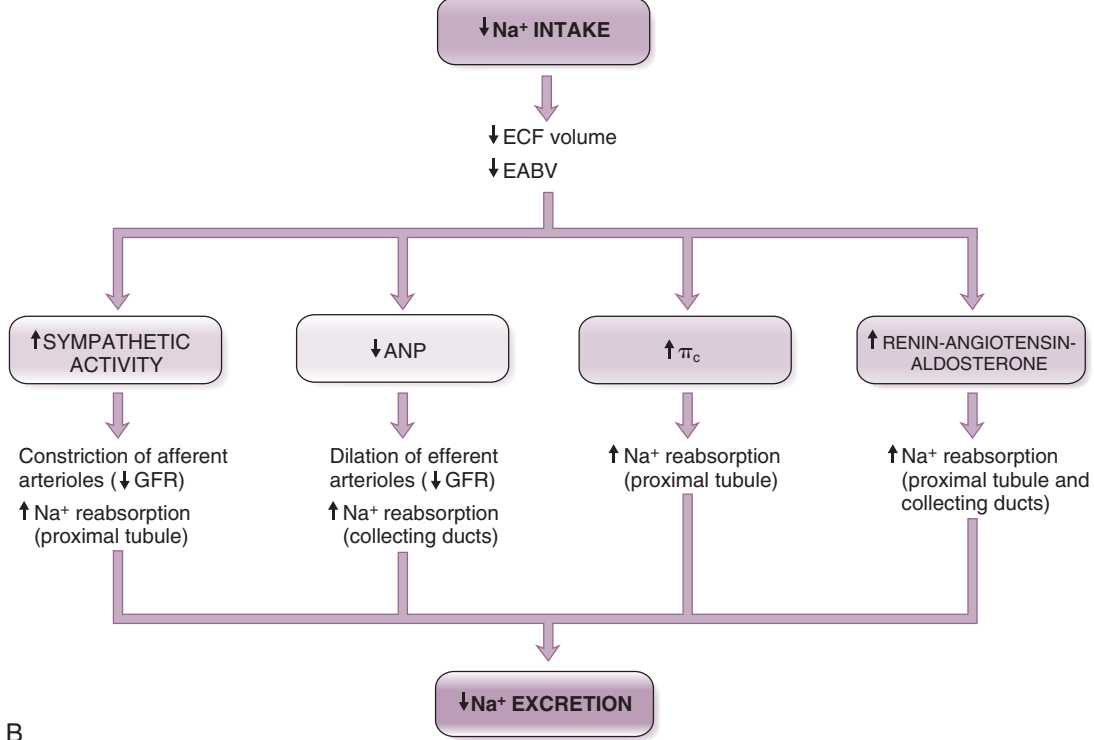 ↓Na⁺ INTAKE
↓ECF volume
↓EABV
↑SYMPATHETIC
ACTIVITY
Constriction of afferent
arterioles (↓GFR)
↑Na⁺ reabsorption
(proximal tubule)
↓ANP
Dilation of efferent
arterioles (↓GFR)
↑Na⁺ reabsorption
(collecting ducts)
↑πc
↑Na⁺ reabsorption
(proximal tubule)
↑RENIN-ANGIOTENSIN-
ALDOSTERONE
↑Na⁺ reabsorption
(proximal tubule and
collecting ducts)
↓Na⁺ EXCRETION
B